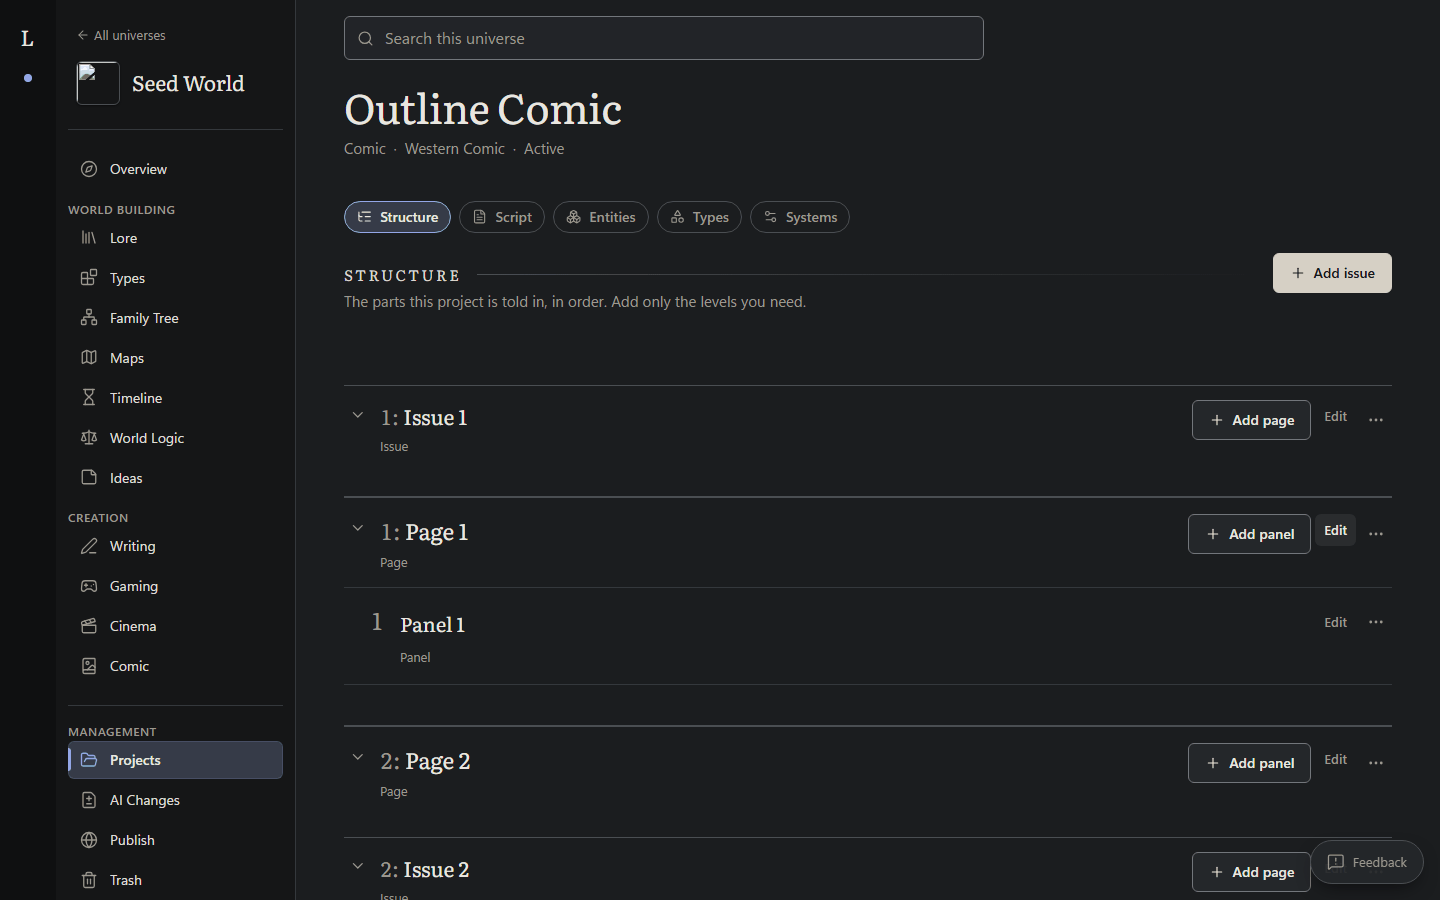 L
All universes
Seed World
Overview
WORLD BUILDING
Lore
Types
Family Tree
Maps
Timeline
World Logic
Ideas
CREATION
Writing
Gaming
Cinema
Comic
MANAGEMENT
Projects
AI Changes
Publish
Trash
Search this universe
Outline Comic
Comic · Western Comic · Active
Structure Script Entities Types Systems
STRUCTURE
Add issue
The parts this project is told in, in order. Add only the levels you need.
1: Issue 1
Issue
Add page Edit
1: Page 1
Page
Add panel Edit
1 Panel 1
Panel
Edit
2: Page 2
Page
Add panel Edit
2: Issue 2
Issue
Add page
Feedback